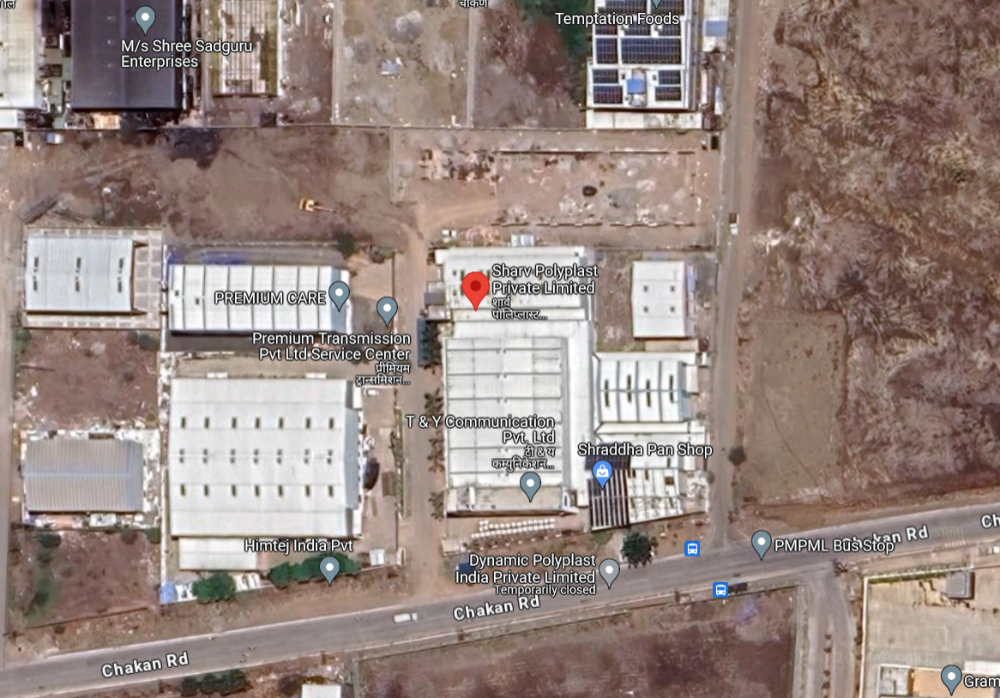 चाकण
Temptation Foods
M/s Shree Sadguru
Enterprises
Sharv Polyplast
Private Limited
शार्व
पॉलिप्लास्ट...
PREMIUM CARE
Premium Transmission
Pvt Ltd Service Center
प्रीमियम
ट्रान्समिशन...
T & Y Communication
Pvt. Ltd
टी & य
कम्युनिकेशन...
Shraddha Pan Shop
Himtej India Pvt
PMPML Bus Stop
Chakan Rd
Dynamic Polyplast
India Private Limited
Temporarily closed
Chakan Rd
Chakan Rd